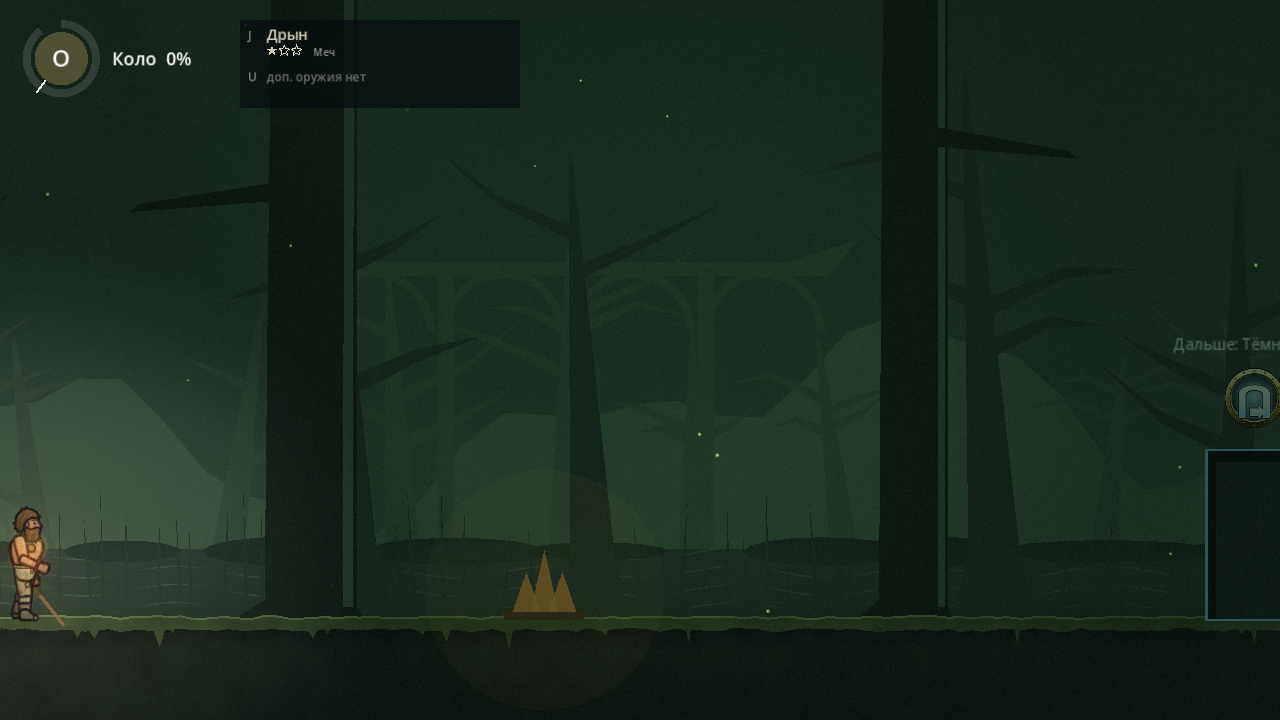 O
Коло 0%
J Дрын
Меч
U доп. оружия нет
Дальше: Тёмн